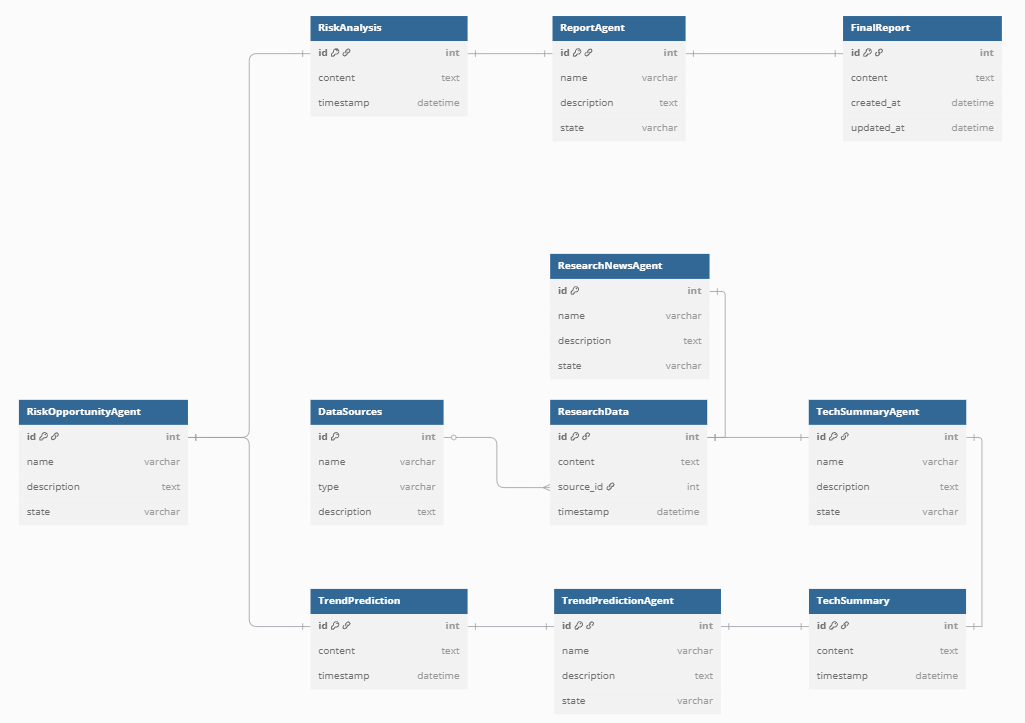 RiskAnalysis
id int
content text
timestamp datetime
ReportAgent
id int
name varchar
description text
state varchar
FinalReport
id int
content text
created_at datetime
updated_at datetime
ResearchNewsAgent
id int
name varchar
description text
state varchar
RiskOpportunityAgent
id int
name varchar
description text
state varchar
DataSources
id int
name varchar
type varchar
description text
ResearchData
id int
content text
source_id int
timestamp datetime
TechSummaryAgent
id int
name varchar
description text
state varchar
TrendPrediction
id int
content text
timestamp datetime
TrendPredictionAgent
id int
name varchar
description text
state varchar
TechSummary
id int
content text
timestamp datetime